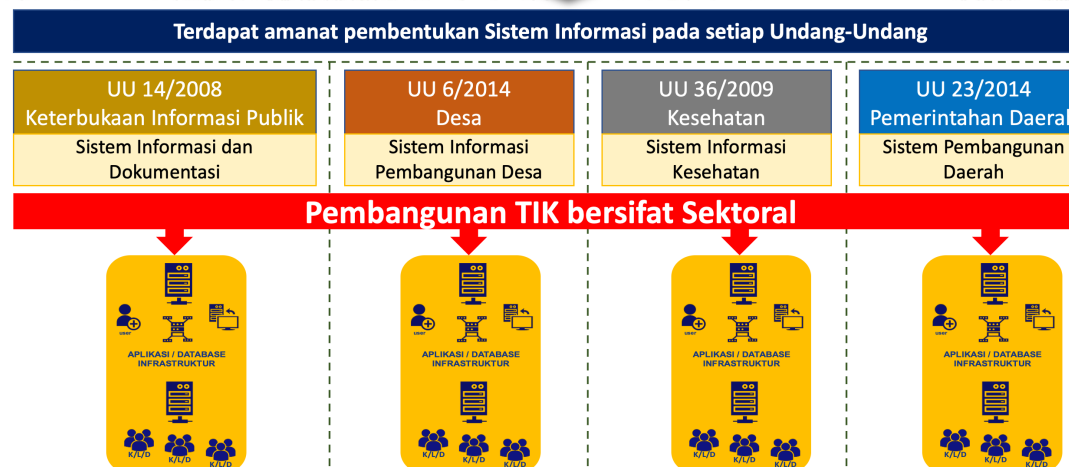 Terdapat amanat pembentukan Sistem Informasi pada setiap Undang-Undang
UU 14/2008
Keterbukaan Informasi Publik
Sistem Informasi dan
Dokumentasi
UU 6/2014
Desa
Sistem Informasi
Pembangunan Desa
UU 36/2009
Kesehatan
Sistem Informasi
Kesehatan
UU 23/2014
Pemerintahan Daerah
Sistem Pembangunan
Daerah
Pembangunan TIK bersifat Sektoral
user
APLIKASI / DATABASE
INFRASTRUKTUR
K/L/D
K/L/D
K/L/D
user
APLIKASI / DATABASE
INFRASTRUKTUR
K/L/D
K/L/D
K/L/D
user
APLIKASI / DATABASE
INFRASTRUKTUR
K/L/D
K/L/D
K/L/D
user
APLIKASI / DATABASE
INFRASTRUKTUR
K/L/D
K/L/D
K/L/D